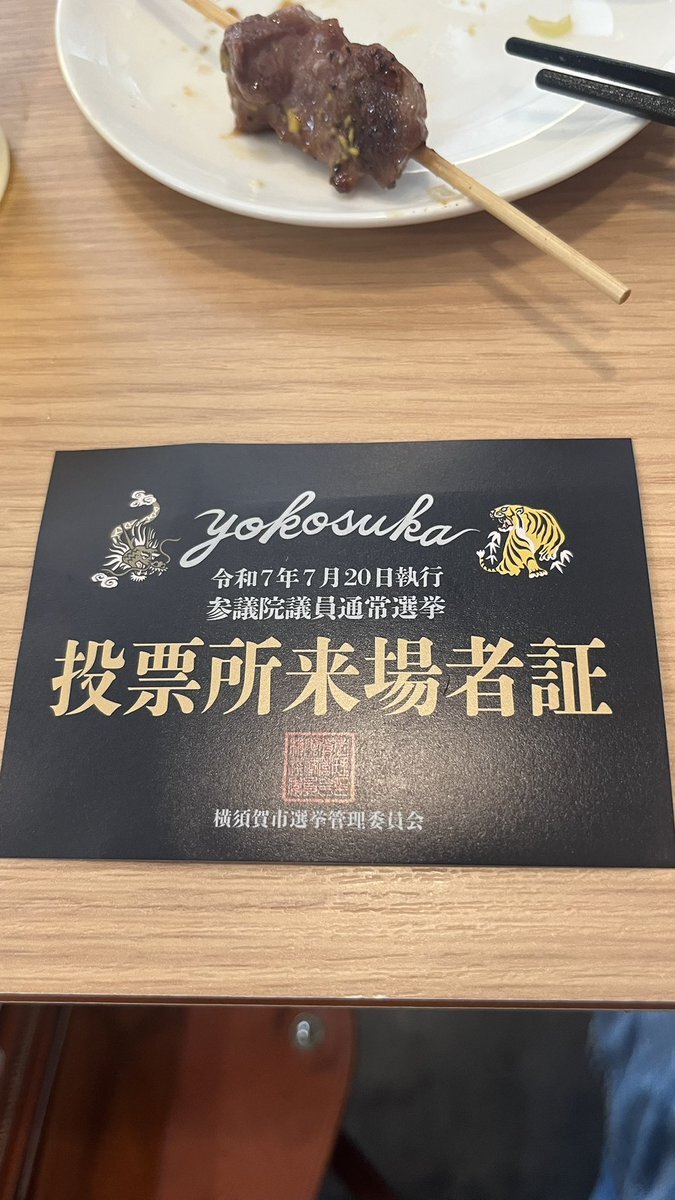 yokosuka
令和7年7月20日執行
参議院議員通常選挙
投票所来場者証
横須賀市選挙管理委員会